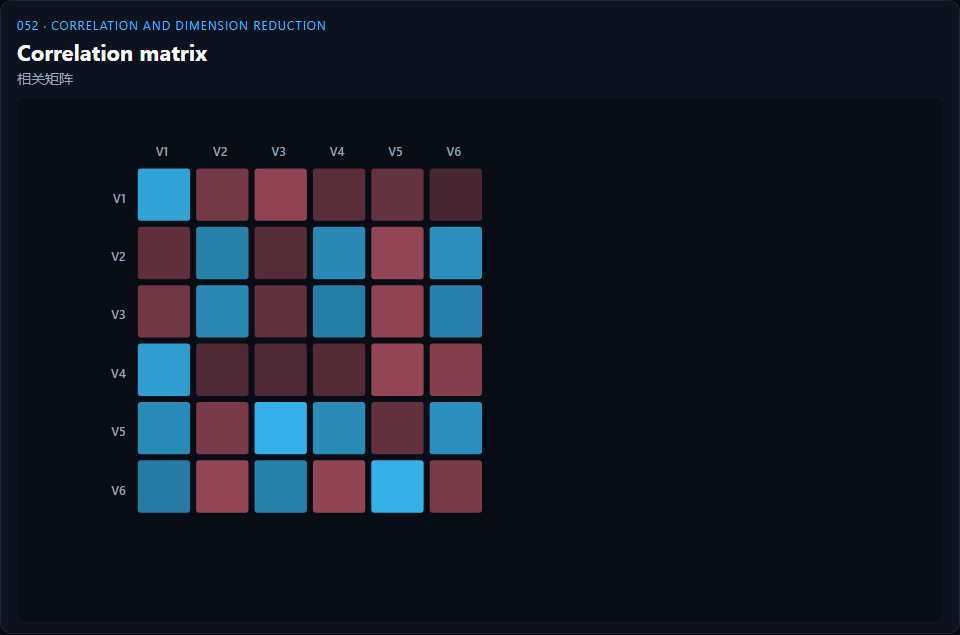 052 · CORRELATION AND DIMENSION REDUCTION
Correlation matrix
相关矩阵
V1 V2 V3 V4 V5 V6
V1
V2
V3
V4
V5
V6